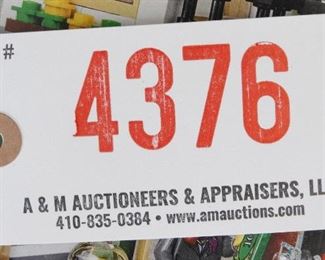 #
4376
A & M AUCTIONEERS & APPRAISERS, LL
410-835-0384 • www.amauctions.com